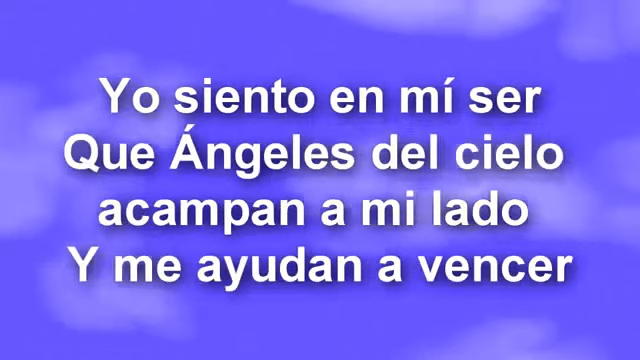 Yo siento en mí ser
Que Ángeles del cielo
acampan a mi lado
Y me ayudan a vencer